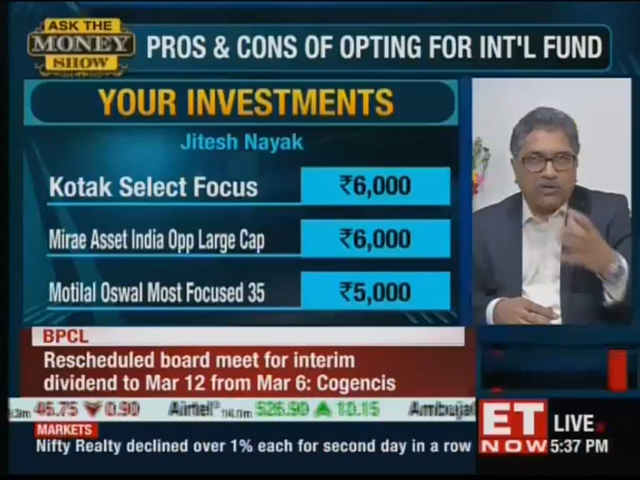 ASK THE
MONEY
SHOW
PROS & CONS OF OPTING FOR INT'L FUND
YOUR INVESTMENTS
Jitesh Nayak
Kotak Select Focus ₹6,000
Mirae Asset India Opp Large Cap ₹6,000
Motilal Oswal Most Focused 35 ₹5,000
BPCL
Rescheduled board meet for interim
dividend to Mar 12 from Mar 6: Cogencis
46.75 ▼ 0.90 Airtel 526.90 ▲ 10.15 Ambuja
MARKETS
Nifty Realty declined over 1% each for second day in a row
ET
NOW
LIVE
5:37 PM